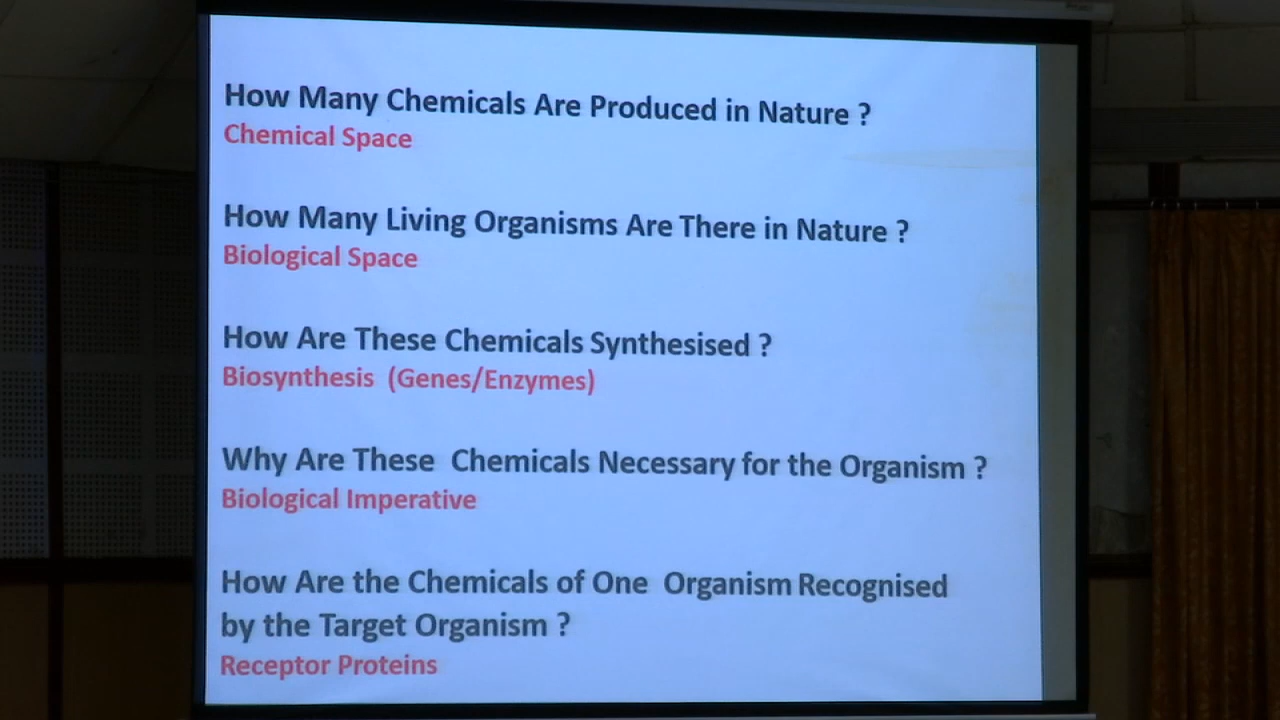 How Many Chemicals Are Produced in Nature ?
Chemical Space
How Many Living Organisms Are There in Nature ?
Biological Space
How Are These Chemicals Synthesised ?
Biosynthesis (Genes/Enzymes)
Why Are These Chemicals Necessary for the Organism ?
Biological Imperative
How Are the Chemicals of One Organism Recognised
by the Target Organism ?
Receptor Proteins